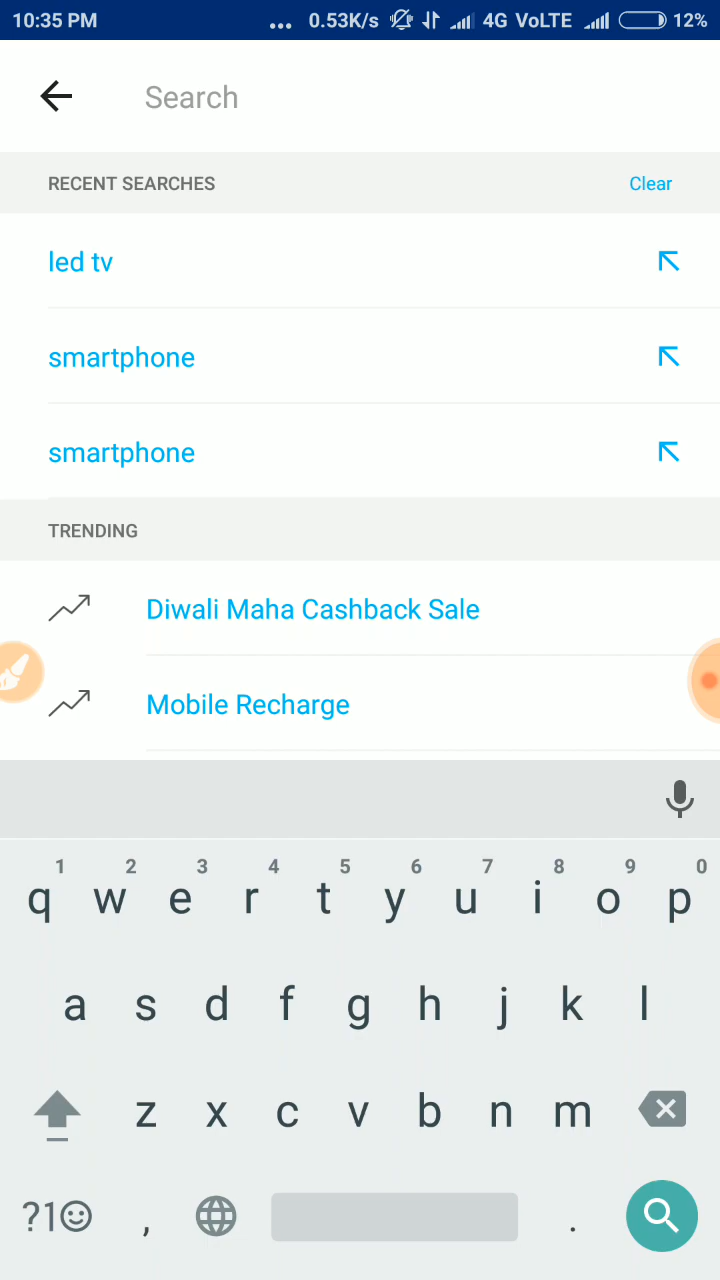 10:35 PM ... 0.53K/s 4G VoLTE 12%
Search
RECENT SEARCHES Clear
led tv
smartphone
smartphone
TRENDING
Diwali Maha Cashback Sale
Mobile Recharge
1 2 3 4 5 6 7 8 9 0
q w e r t y u i o p
a s d f g h j k l
z x c v b n m
?1☺ , .